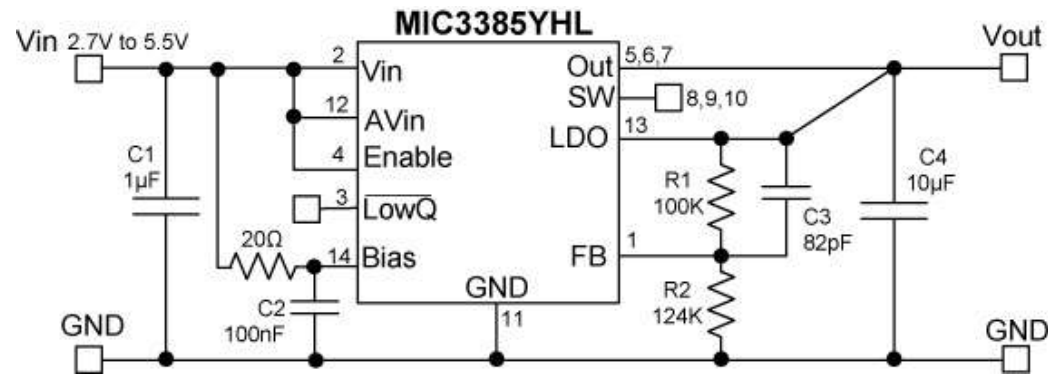 MIC3385YHL
Vin 2.7V to 5.5V
Vout
2
Vin
Out
5,6,7
SW
8,9,10
12
AVin
LDO
13
4
Enable
C1
1µF
R1
100K
C4
10µF
3
LowQ
C3
82pF
20Ω
14
Bias
FB
1
GND
11
C2
100nF
R2
124K
GND
GND